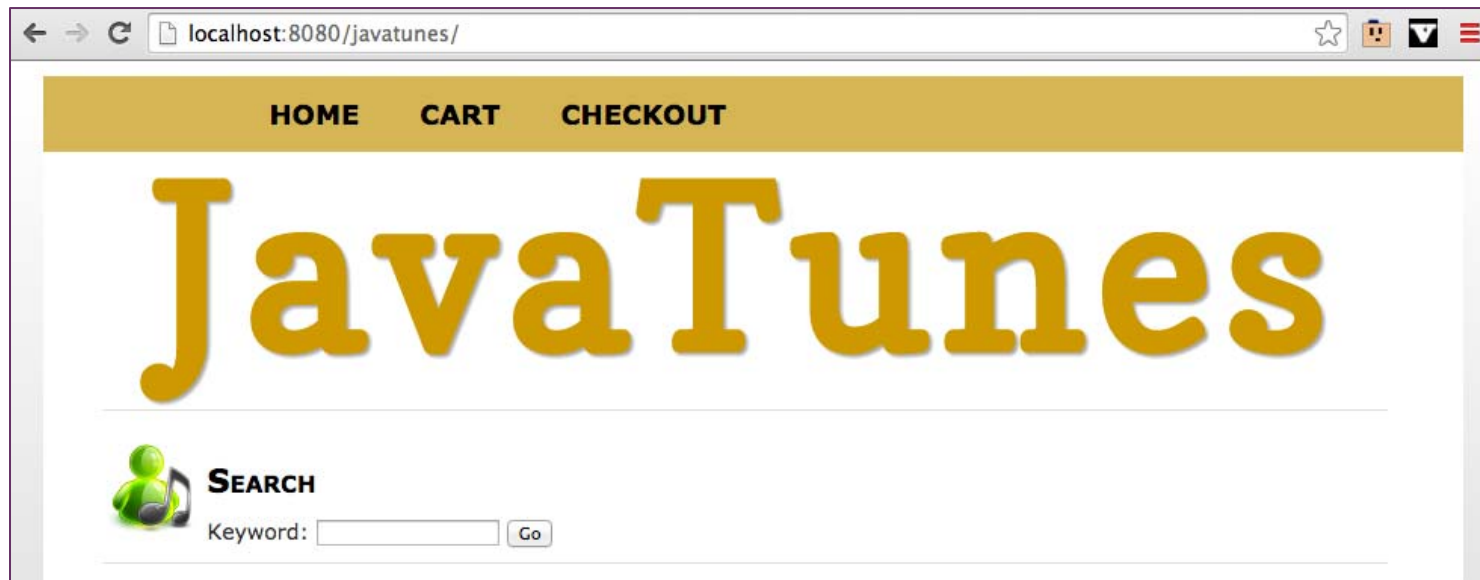 localhost:8080/javatunes/
HOME CART CHECKOUT
JavaTunes
SEARCH
Keyword: Go